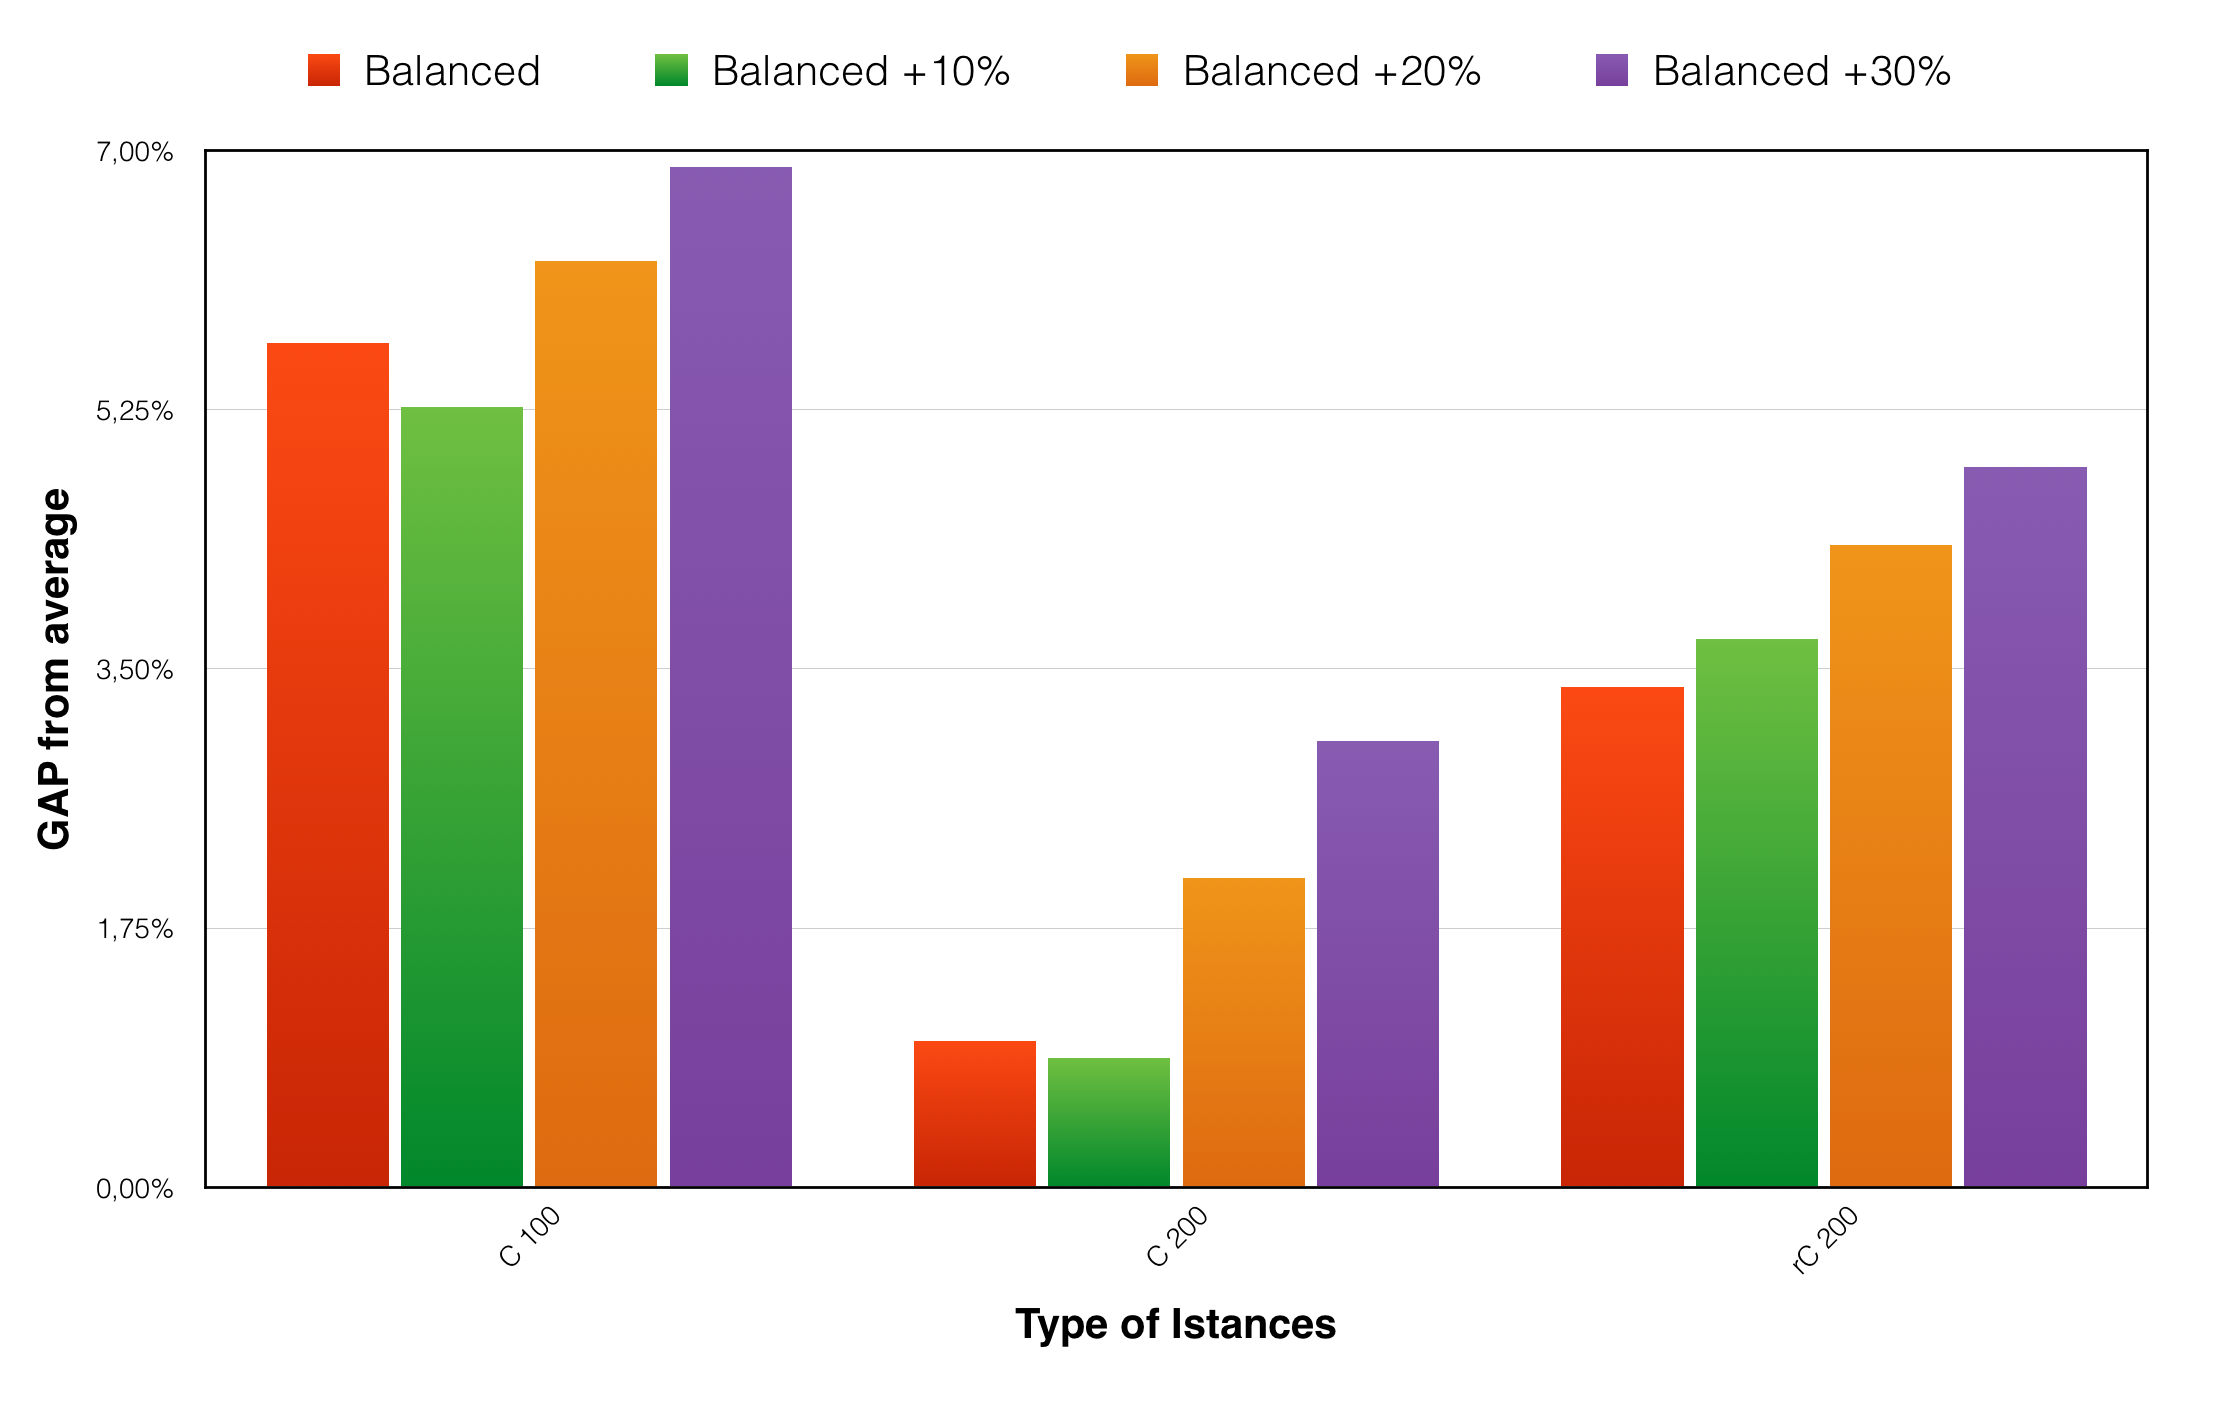 Balanced
Balanced +10%
Balanced +20%
Balanced +30%
7,00%
5,25%
3,50%
1,75%
0,00%
GAP from average
C 100
C 200
rC 200
Type of Istances